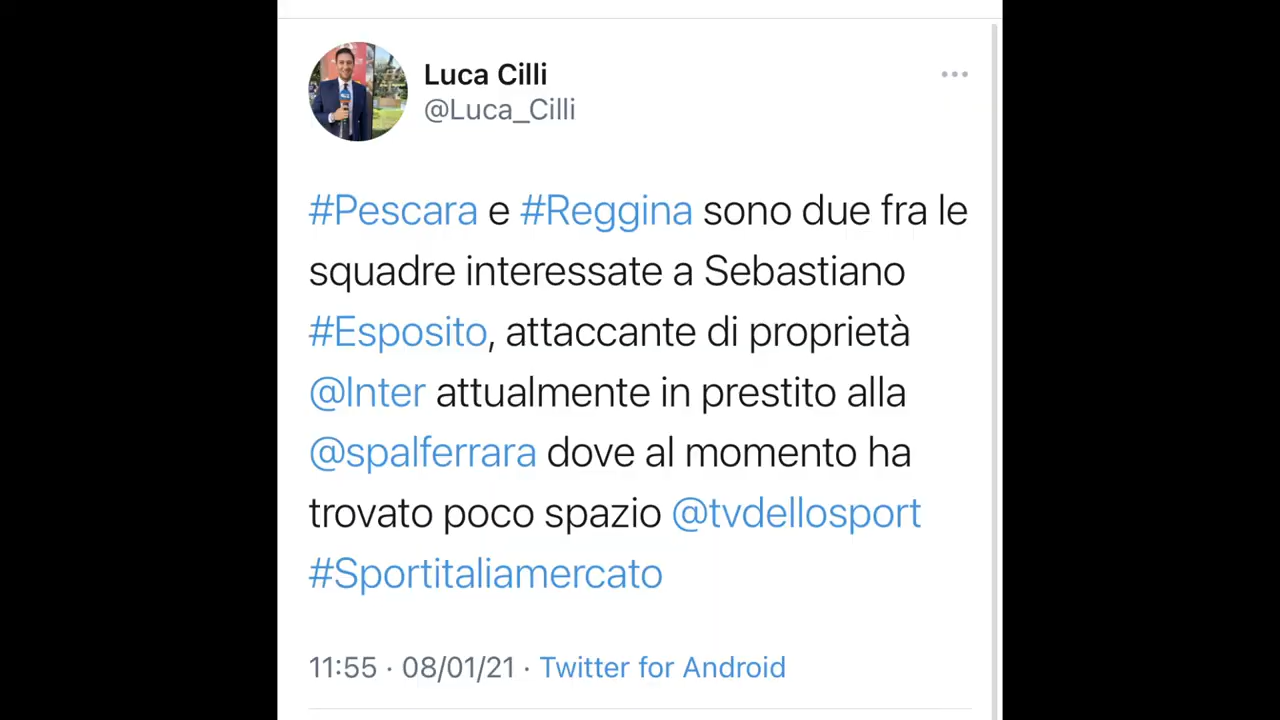 Luca Cilli
@Luca_Cilli
#Pescara e #Reggina sono due fra le
squadre interessate a Sebastiano
#Esposito, attaccante di proprietà
@Inter attualmente in prestito alla
@spalferrara dove al momento ha
trovato poco spazio @tvdellosport
#Sportitaliamercato
11:55 · 08/01/21 · Twitter for Android